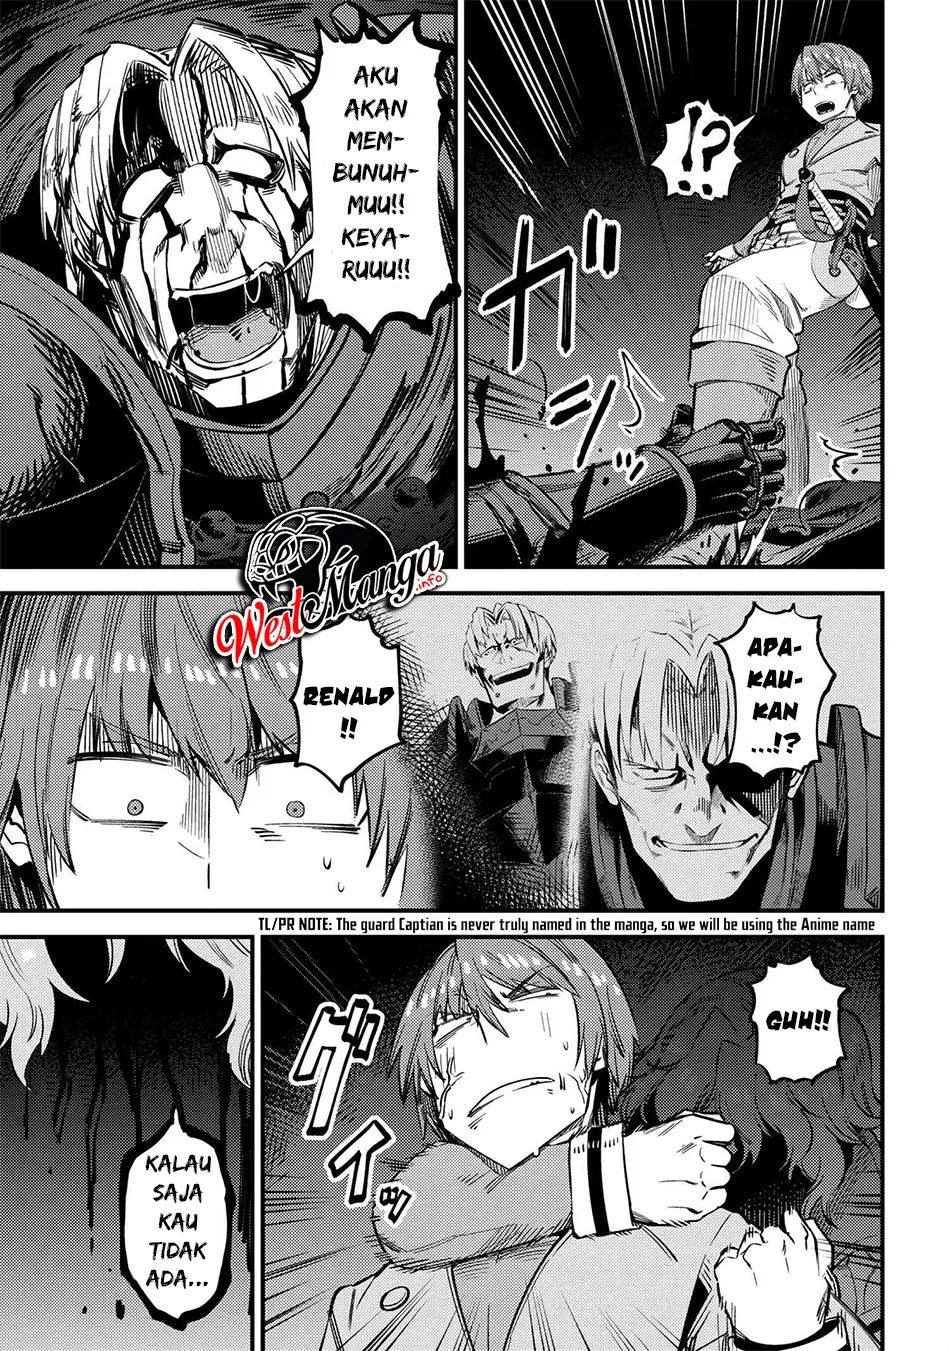 !?
ガシッ
AKU
AKAN
MEM-
BUNUH-
MUU!!
KEYA-
RUUU!!
WestManga
.info
APA-
KAU-
KAN
...!?
RENALD
!!
TL/PR NOTE: The guard Captian is never truly named in the manga, so we will be using the Anime name
GUH!!
グイッ
KALAU
SAJA
KAU
TIDAK
ADA...